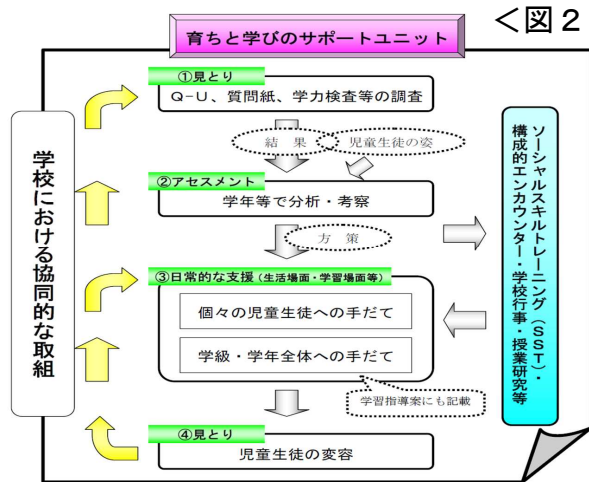 <図2
育ちと学びのサポートユニット
①見とり
Q-U、質問紙、学力検査等の調査
結 果
児童生徒の姿
②アセスメント
学年等で分析・考察
方 策
③日常的な支援(生活場面・学習場面等)
個々の児童生徒への手だて
学級・学年全体への手だて
学習指導案にも記載
④見とり
児童生徒の変容
学校における協同的な取組
ソーシャルスキルトレーニング(SST)・
構成的エンカウンター・学校行事・授業研究等